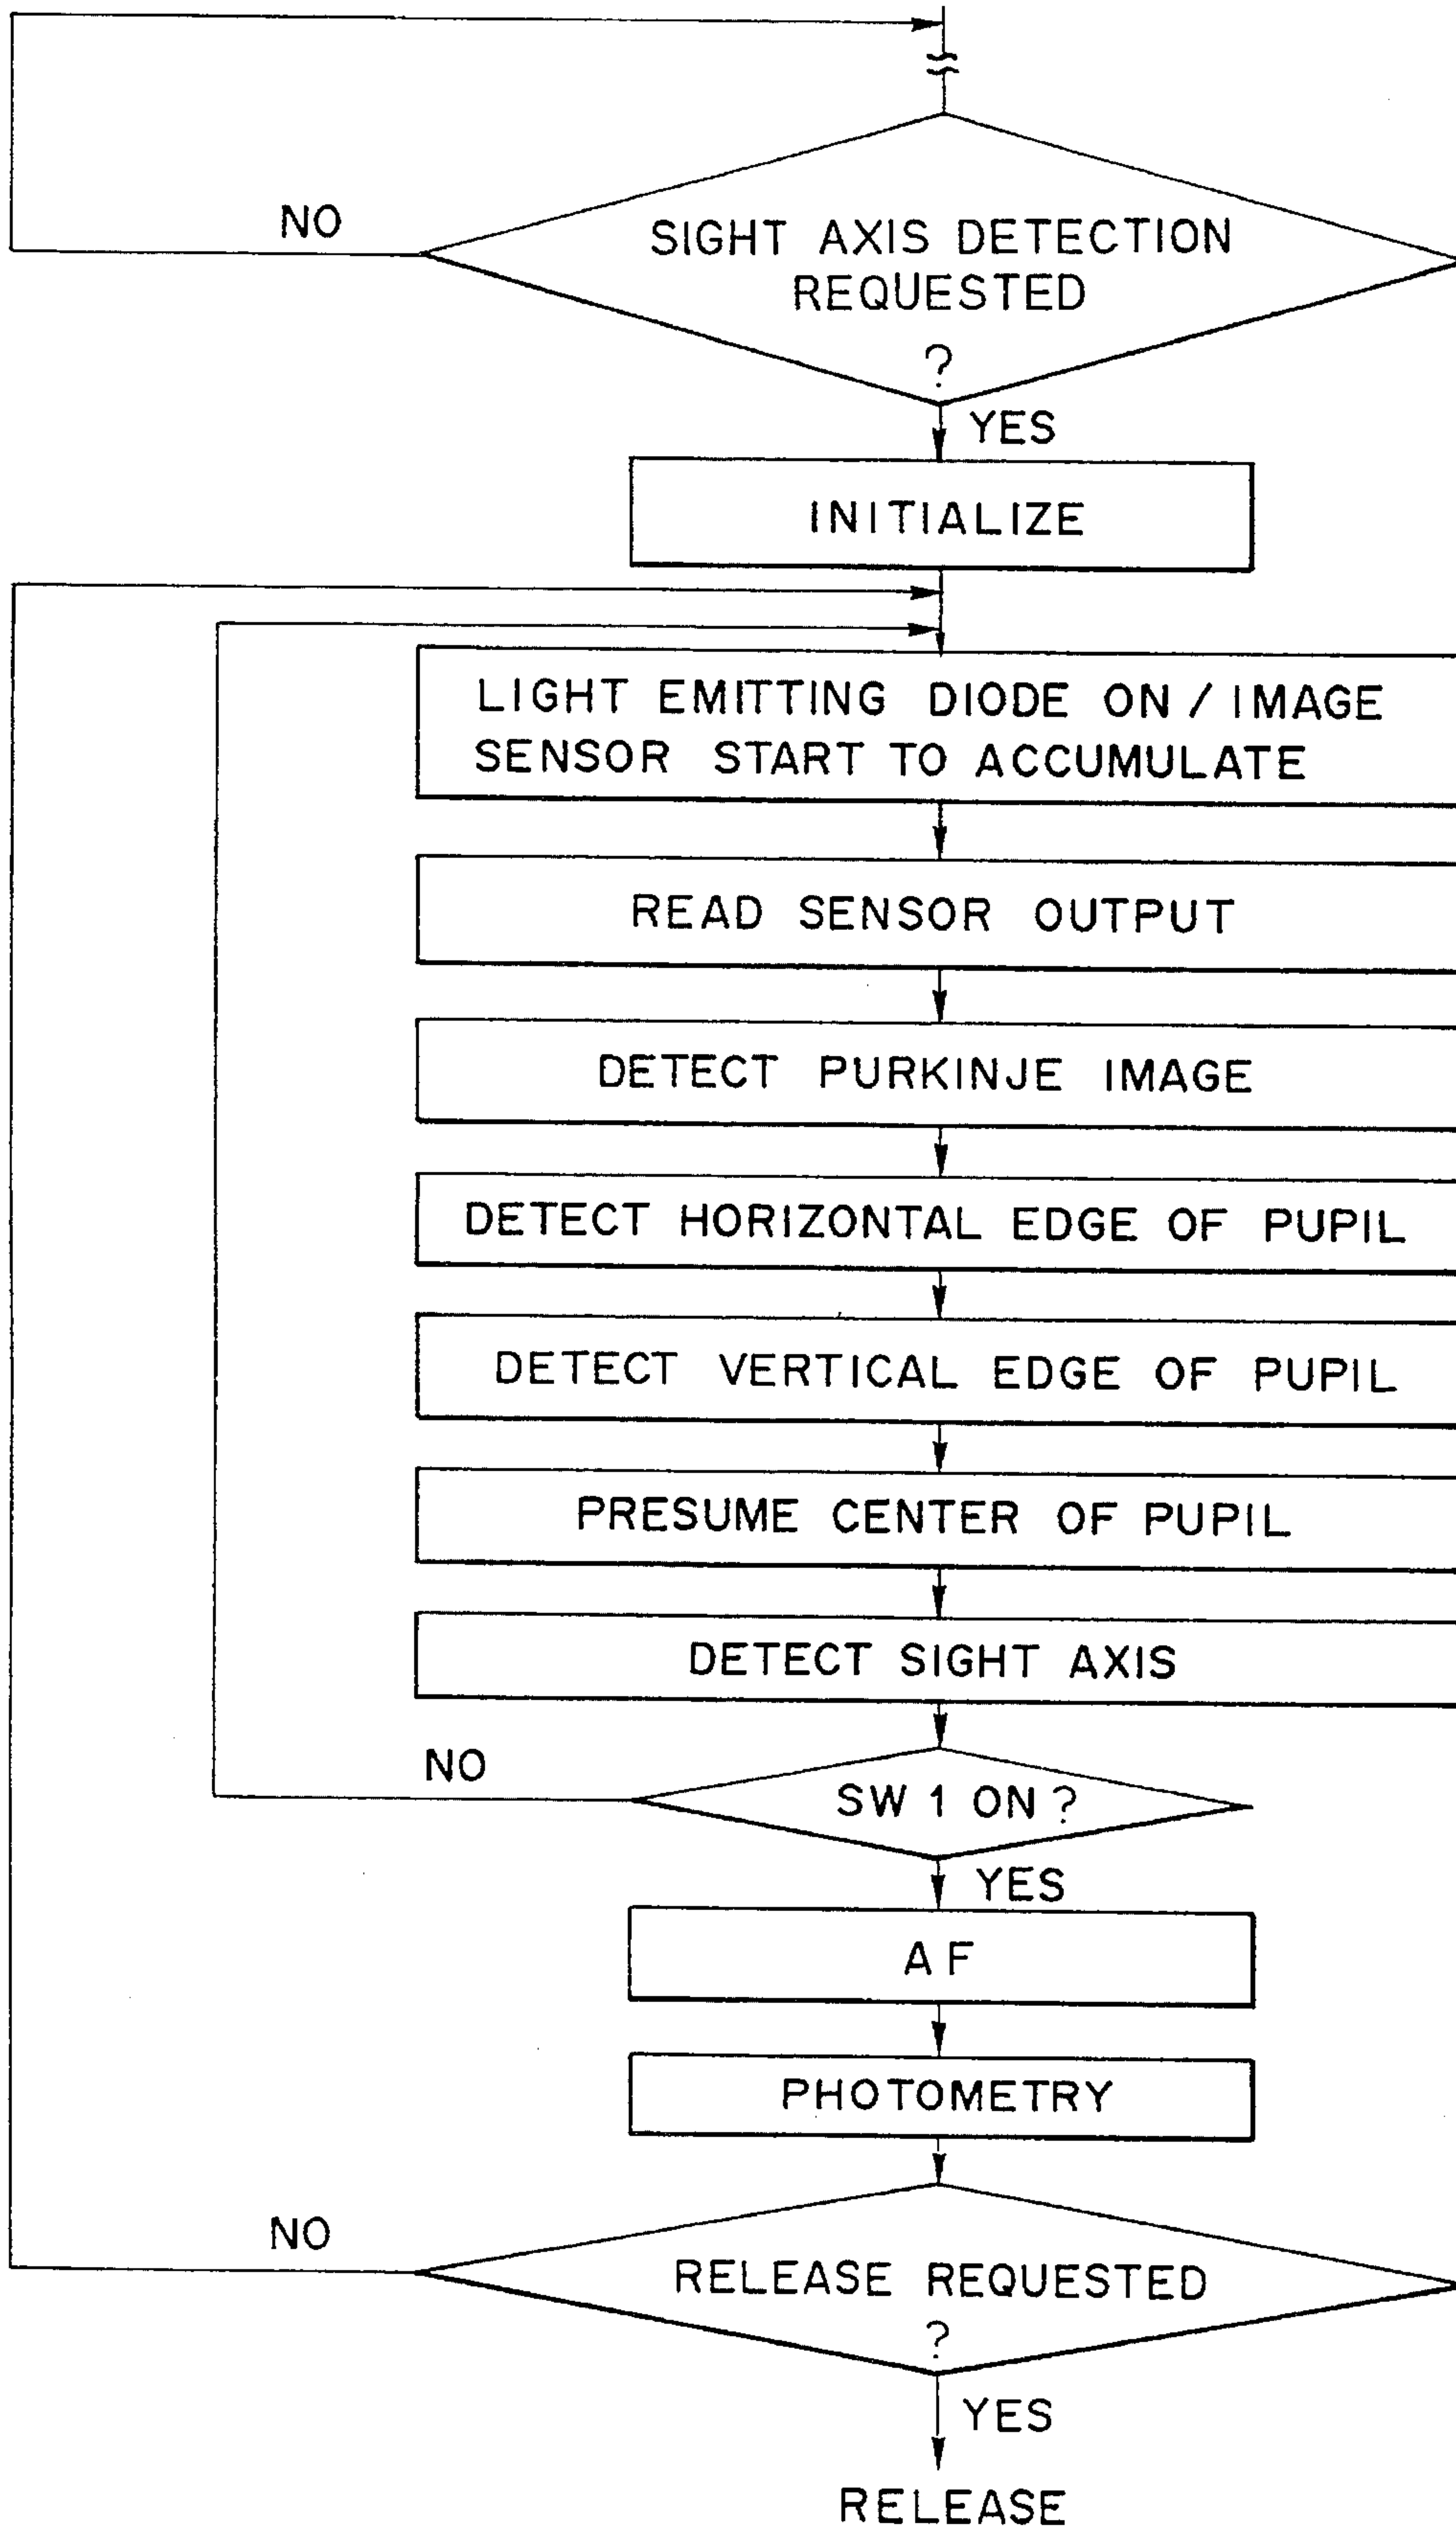 NO
SIGHT AXIS DETECTION
REQUESTED
?
YES
INITIALIZE
LIGHT EMITTING DIODE ON / IMAGE
SENSOR START TO ACCUMULATE
READ SENSOR OUTPUT
DETECT PURKINJE IMAGE
DETECT HORIZONTAL EDGE OF PUPIL
DETECT VERTICAL EDGE OF PUPIL
PRESUME CENTER OF PUPIL
DETECT SIGHT AXIS
NO
SW 1 ON ?
YES
AF
PHOTOMETRY
NO
RELEASE REQUESTED
?
YES
RELEASE